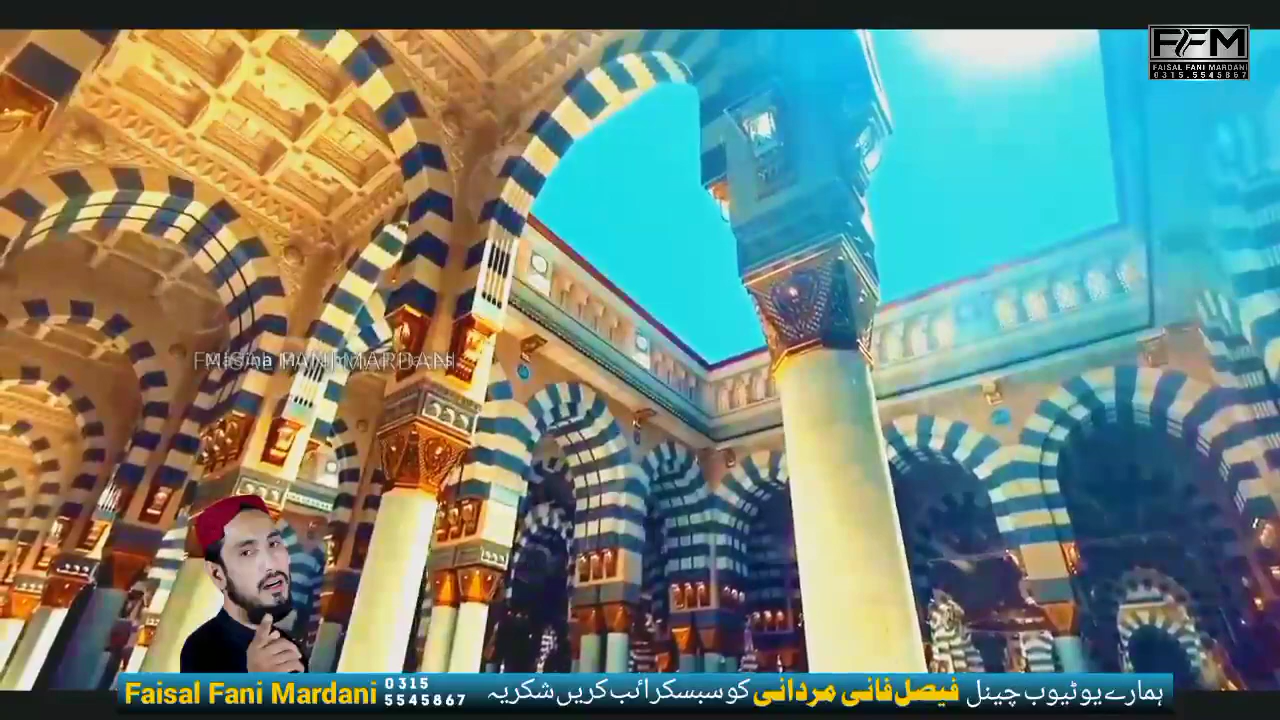 FFM
FAISAL FANI MARDANI
0315.5545867
Faisal Fani Mardani 0315 5545867 ہمارے یوٹیوب چینل فیصل فانی مردانی کو سبسکرائب کریں شکریہ